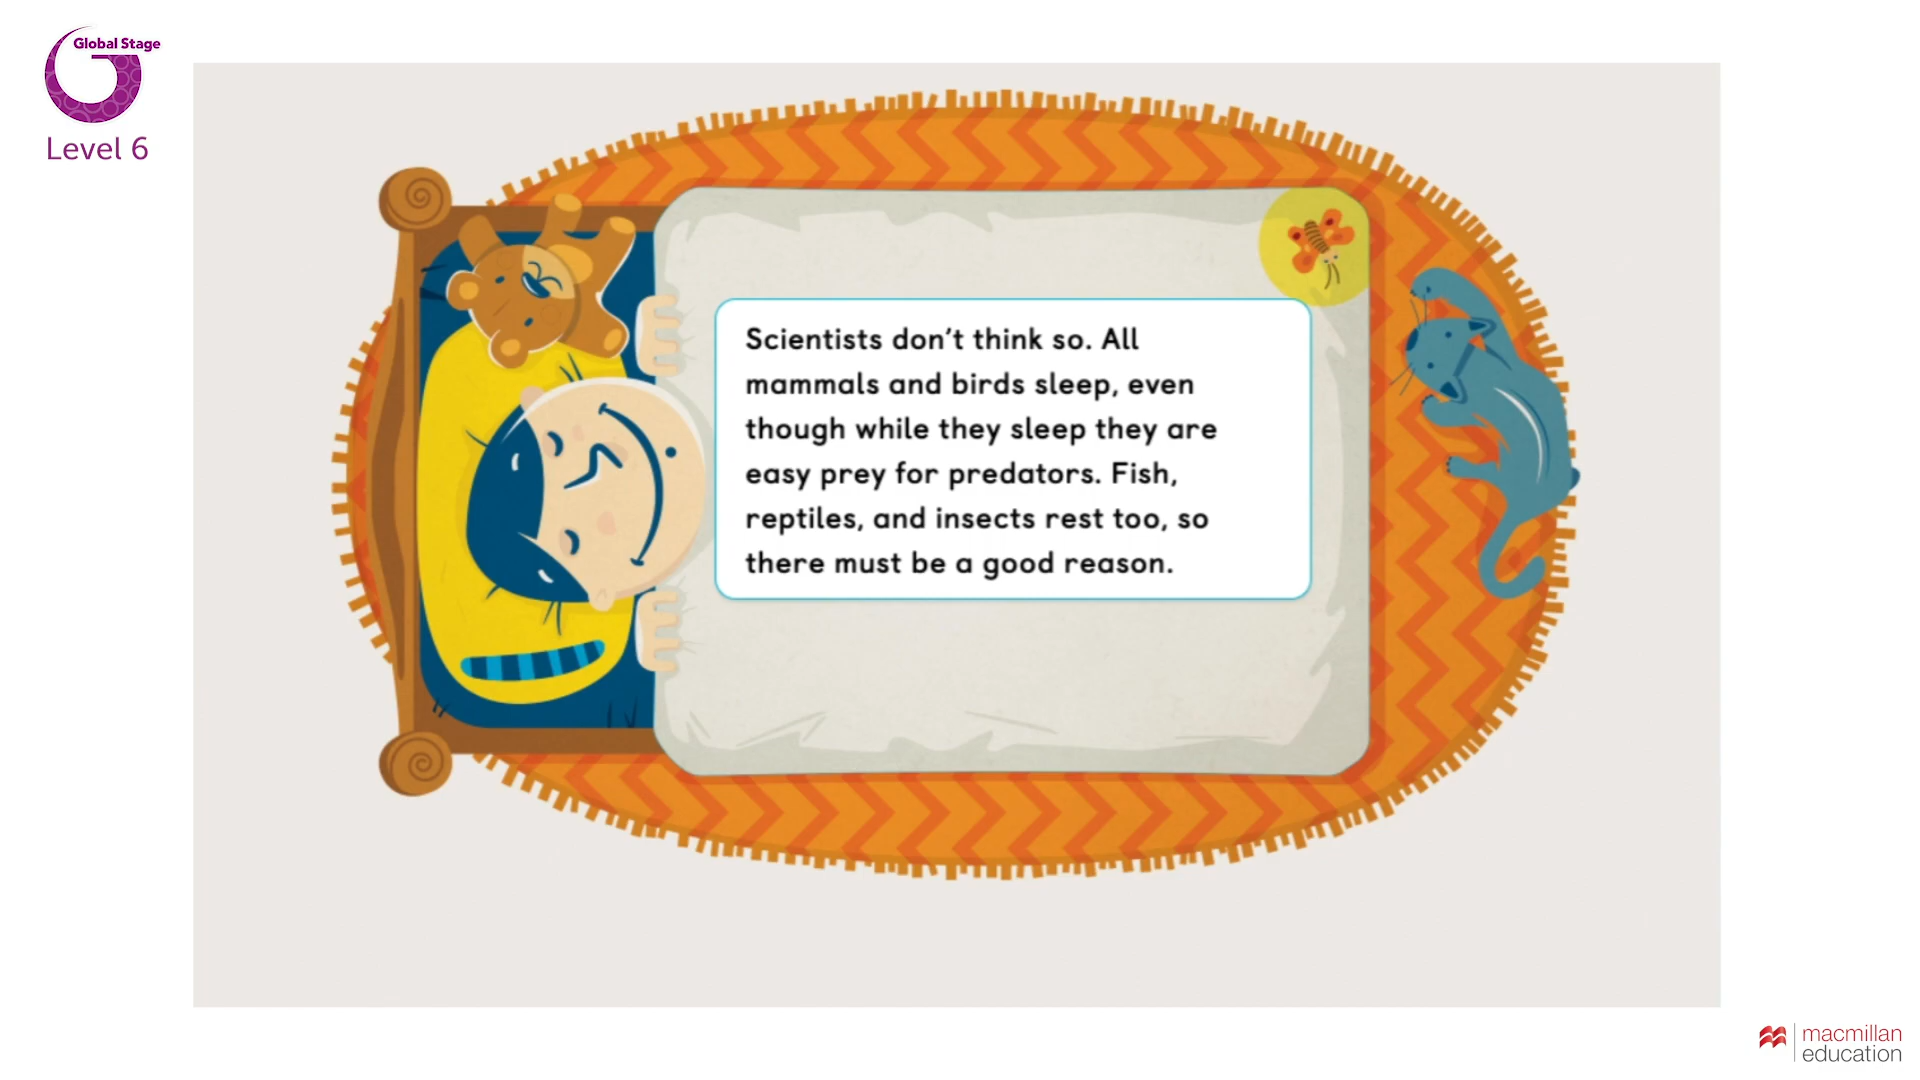 Global Stage
Level 6
Scientists don't think so. All
mammals and birds sleep, even
though while they sleep they are
easy prey for predators. Fish,
reptiles, and insects rest too, so
there must be a good reason.
macmillan
education